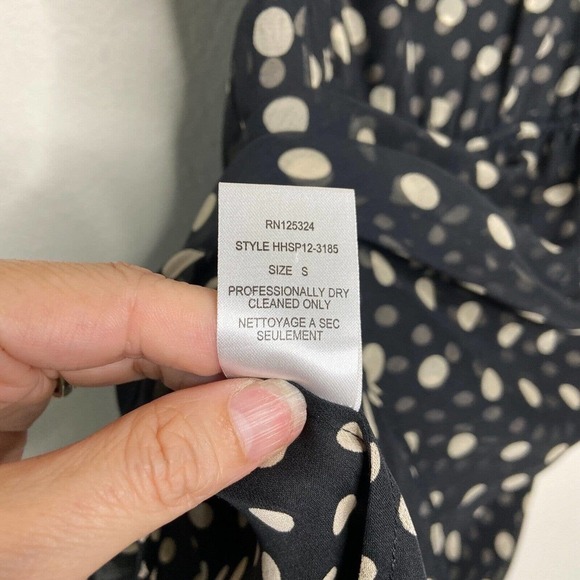 RN125324
STYLE HHSP12-3185
SIZE S
PROFESSIONALLY DRY
CLEANED ONLY
NETTOYAGE A SEC
SEULEMENT